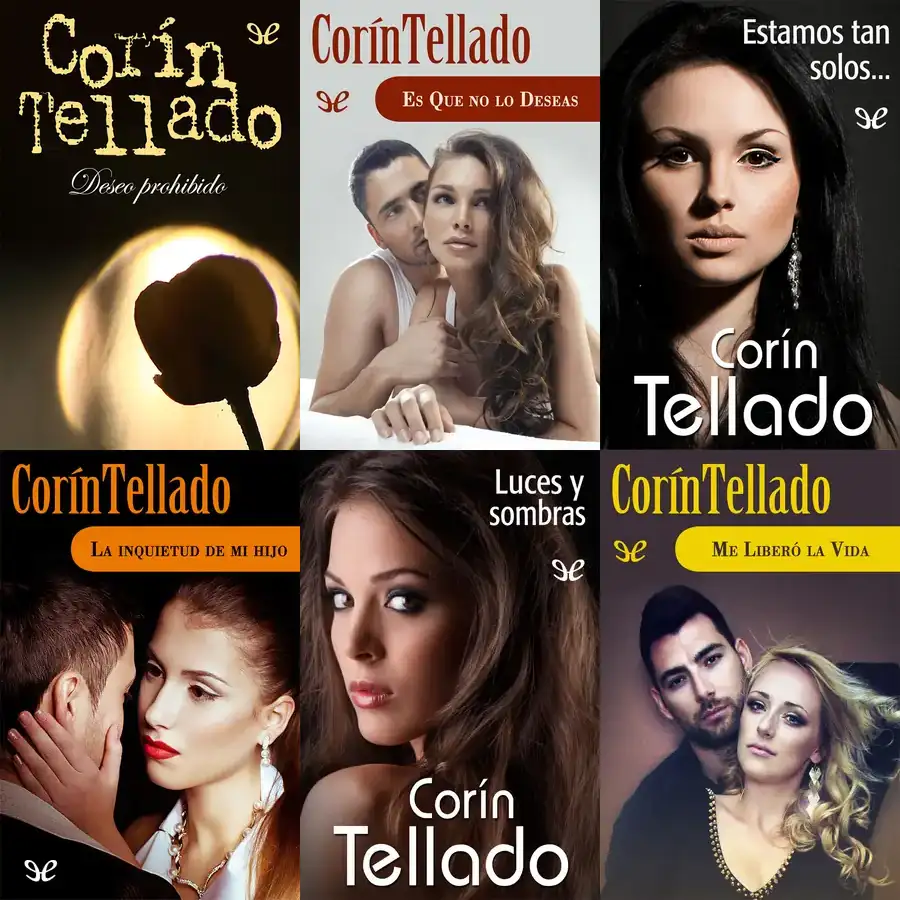 Corín
Tellado
Deseo prohibido
CorínTellado
Es Que no lo Deseas
Estamos tan
solos...
Corín
Tellado
CorínTellado
La inquietud de mi hijo
Luces y
sombras
Corín
Tellado
CorínTellado
Me Liberó la Vida